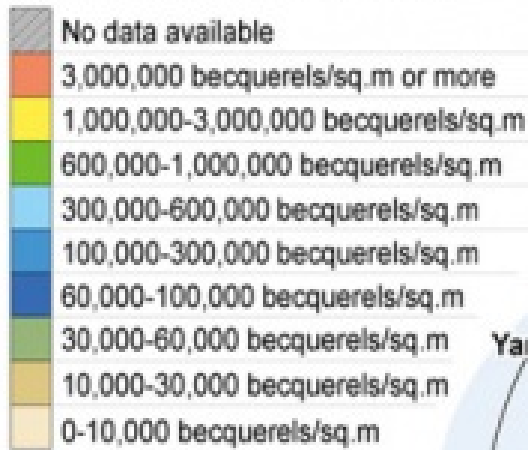 No data available
3,000,000 becquerels/sq.m or more
1,000,000-3,000,000 becquerels/sq.m
600,000-1,000,000 becquerels/sq.m
300,000-600,000 becquerels/sq.m
100,000-300,000 becquerels/sq.m
60,000-100,000 becquerels/sq.m
30,000-60,000 becquerels/sq.m
Ya
10,000-30,000 becquerels/sq.m
0-10,000 becquerels/sq.m